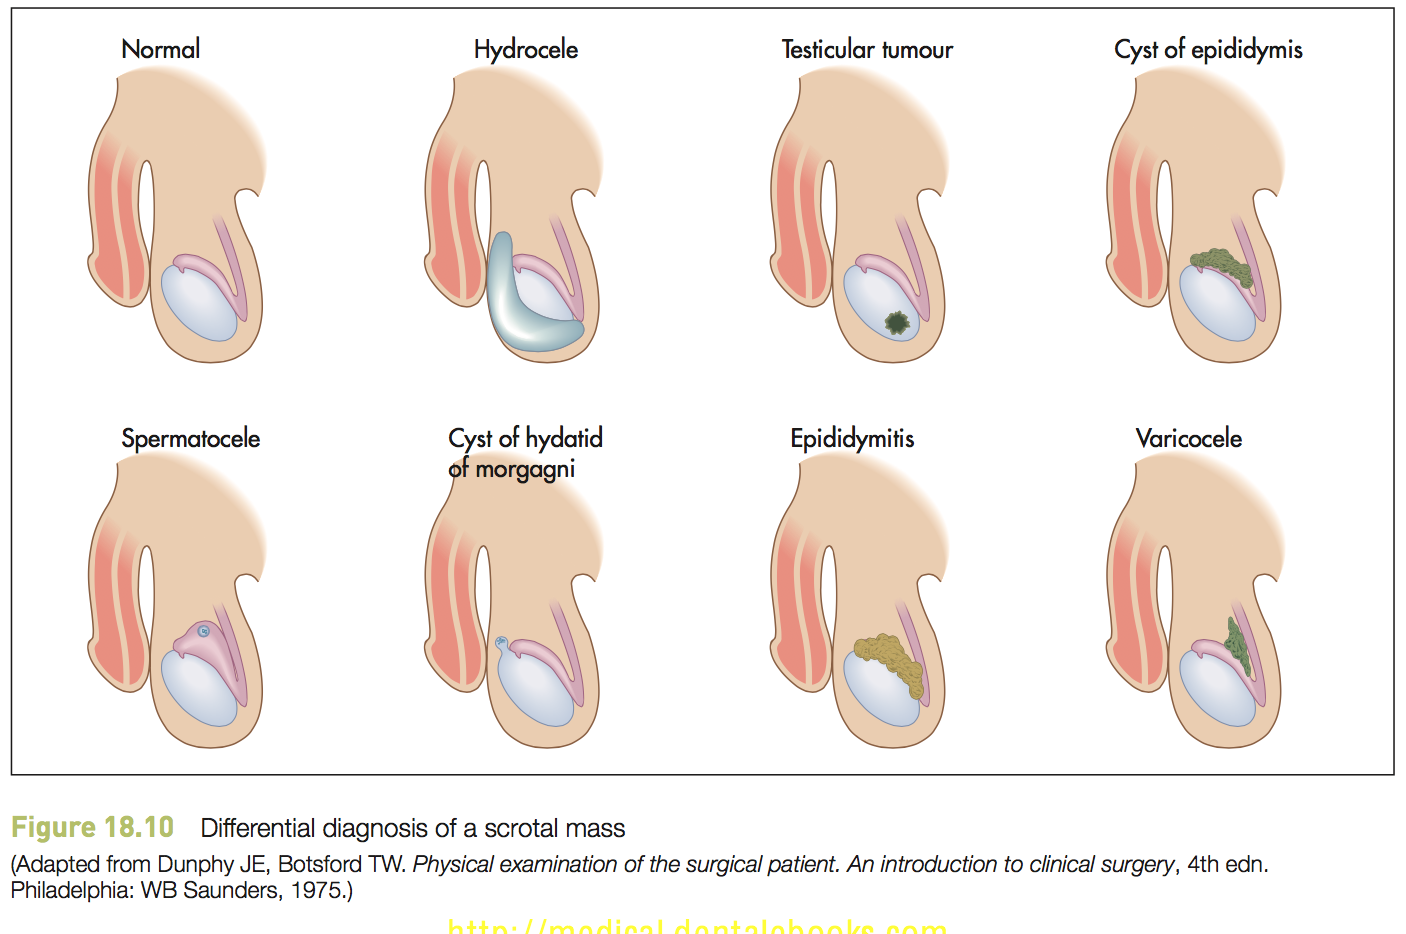 Normal
Hydrocele
Testicular tumour
Cyst of epididymis
Spermatocele
Cyst of hydatid
of morgagni
Epididymitis
Varicocele
Figure 18.10 Differential diagnosis of a scrotal mass
(Adapted from Dunphy JE, Botsford TW. Physical examination of the surgical patient. An introduction to clinical surgery, 4th edn.
Philadelphia: WB Saunders, 1975.)
http://medical.dentalebooks.com